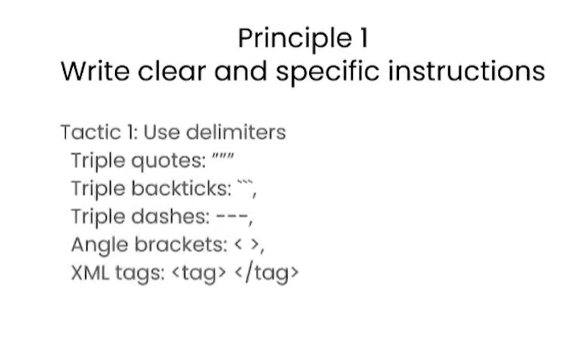 Principle 1
Write clear and specific instructions
Tactic 1: Use delimiters
Triple quotes: """
Triple backticks: ```,
Triple dashes: ---,
Angle brackets: < >,
XML tags: <tag> </tag>